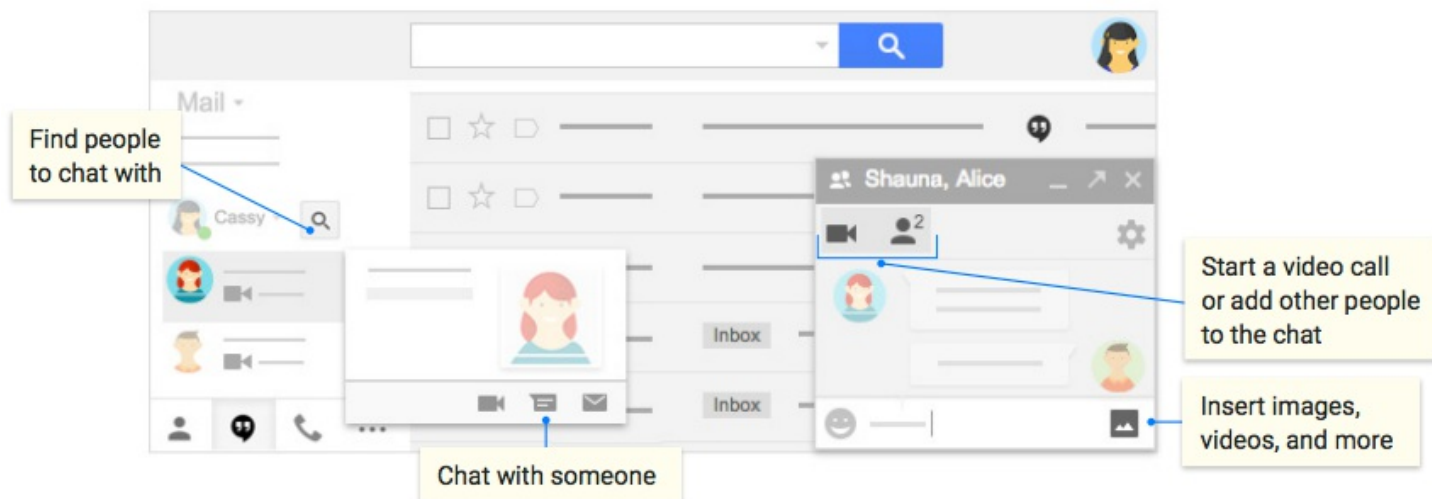 Mail
Find people
to chat with
Cassy
Shauna, Alice
2
Start a video call
or add other people
to the chat
Inbox
Inbox
Insert images,
videos, and more
Chat with someone